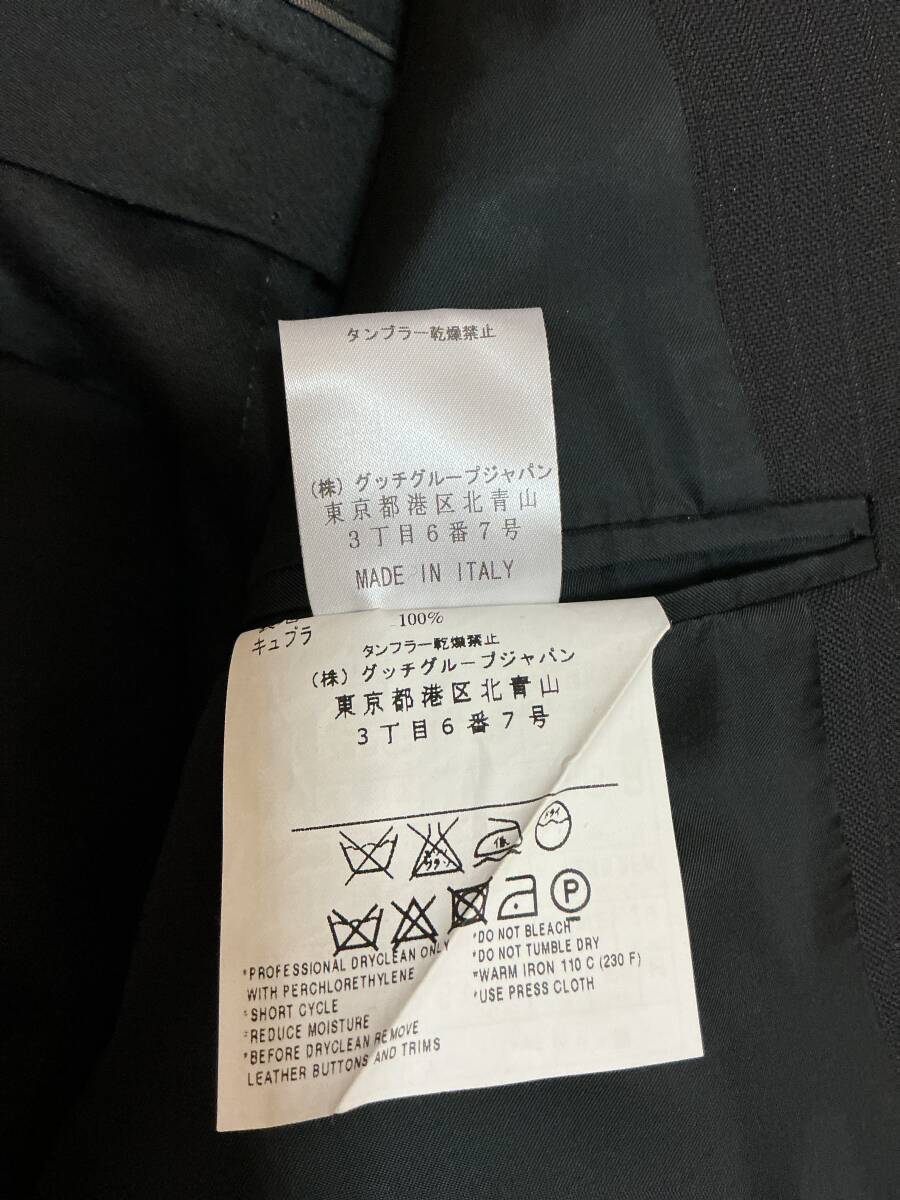 タンブラー乾燥禁止
(株) グッチグループジャパン
東京都港区北青山
3丁目6番7号
MADE IN ITALY
100%
キュプラ
タンフラー乾燥禁止
(株) グッチグループジャパン
東京都港区北青山
3丁目6番7号
低
P
*PROFESSIONAL DRYCLEAN ONLY
WITH PERCHLORETHYLENE
*SHORT CYCLE
*REDUCE MOISTURE
*BEFORE DRYCLEAN REMOVE
LEATHER BUTTONS AND TRIMS
*DO NOT BLEACH
*DO NOT TUMBLE DRY
*WARM IRON 110 C (230 F)
*USE PRESS CLOTH